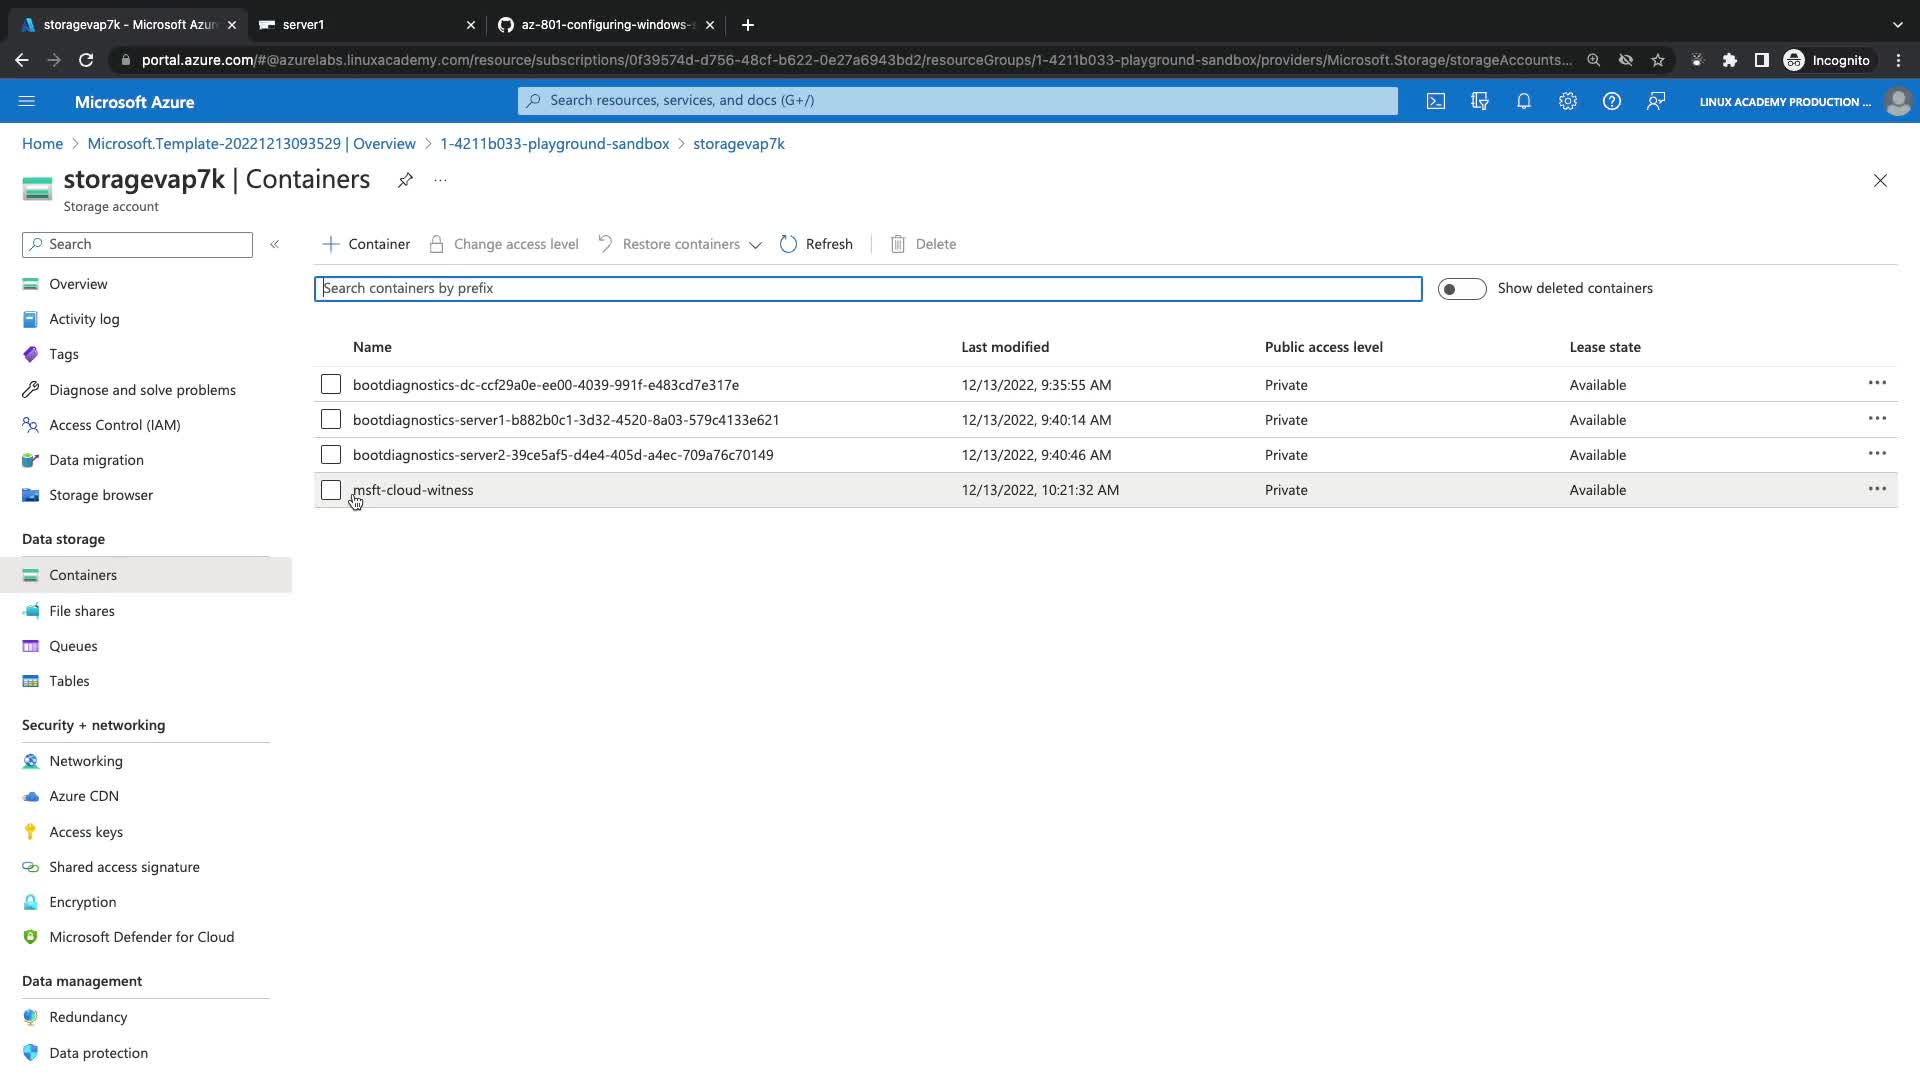 storagevap7k - Microsoft Azur
server1
az-801-configuring-windows-s
portal.azure.com/#@azurelabs.linuxacademy.com/resource/subscriptions/0f39574d-d756-48cf-b622-0e27a6943bd2/resourceGroups/1-4211b033-playground-sandbox/providers/Microsoft.Storage/storageAccounts...
Incognito
Microsoft Azure
Search resources, services, and docs (G+/)
LINUX ACADEMY PRODUCTION ...
Home > Microsoft.Template-20221213093529 | Overview > 1-4211b033-playground-sandbox > storagevap7k
storagevap7k | Containers
...
Storage account
Search
«
Container
Change access level
Restore containers
Refresh
Delete
Search containers by prefix
Show deleted containers
Name Last modified Public access level Lease state
bootdiagnostics-dc-ccf29a0e-ee00-4039-991f-e483cd7e317e 12/13/2022, 9:35:55 AM Private Available
bootdiagnostics-server1-b882b0c1-3d32-4520-8a03-579c4133e621 12/13/2022, 9:40:14 AM Private Available
bootdiagnostics-server2-39ce5af5-d4e4-405d-a4ec-709a76c70149 12/13/2022, 9:40:46 AM Private Available
msft-cloud-witness 12/13/2022, 10:21:32 AM Private Available
Overview
Activity log
Tags
Diagnose and solve problems
Access Control (IAM)
Data migration
Storage browser
Data storage
Containers
File shares
Queues
Tables
Security + networking
Networking
Azure CDN
Access keys
Shared access signature
Encryption
Microsoft Defender for Cloud
Data management
Redundancy
Data protection